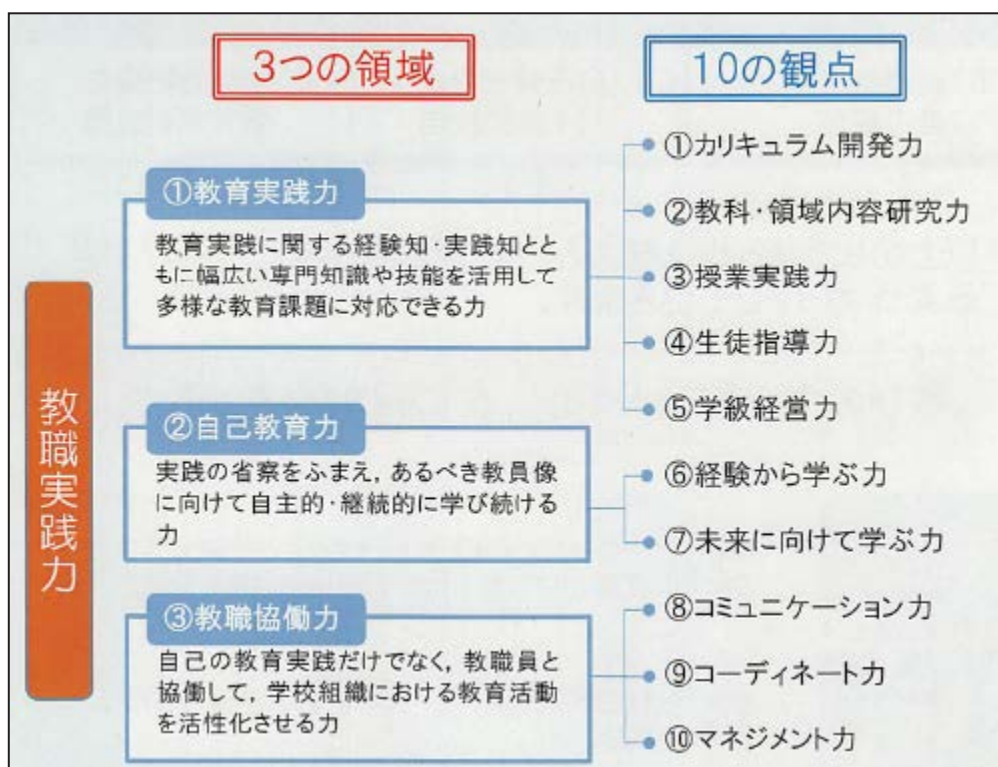 3つの領域
10の観点
教職実践力
①教育実践力
教育実践に関する経験知・実践知とと
もに幅広い専門知識や技能を活用して
多様な教育課題に対応できる力
①カリキュラム開発力
②教科・領域内容研究力
③授業実践力
④生徒指導力
⑤学級経営力
②自己教育力
実践の省察をふまえ，あるべき教員像
に向けて自主的・継続的に学び続ける
力
⑥経験から学ぶ力
⑦未来に向けて学ぶ力
③教職協働力
自己の教育実践だけでなく，教職員と
協働して，学校組織における教育活動
を活性化させる力
⑧コミュニケーション力
⑨コーディネート力
⑩マネジメント力